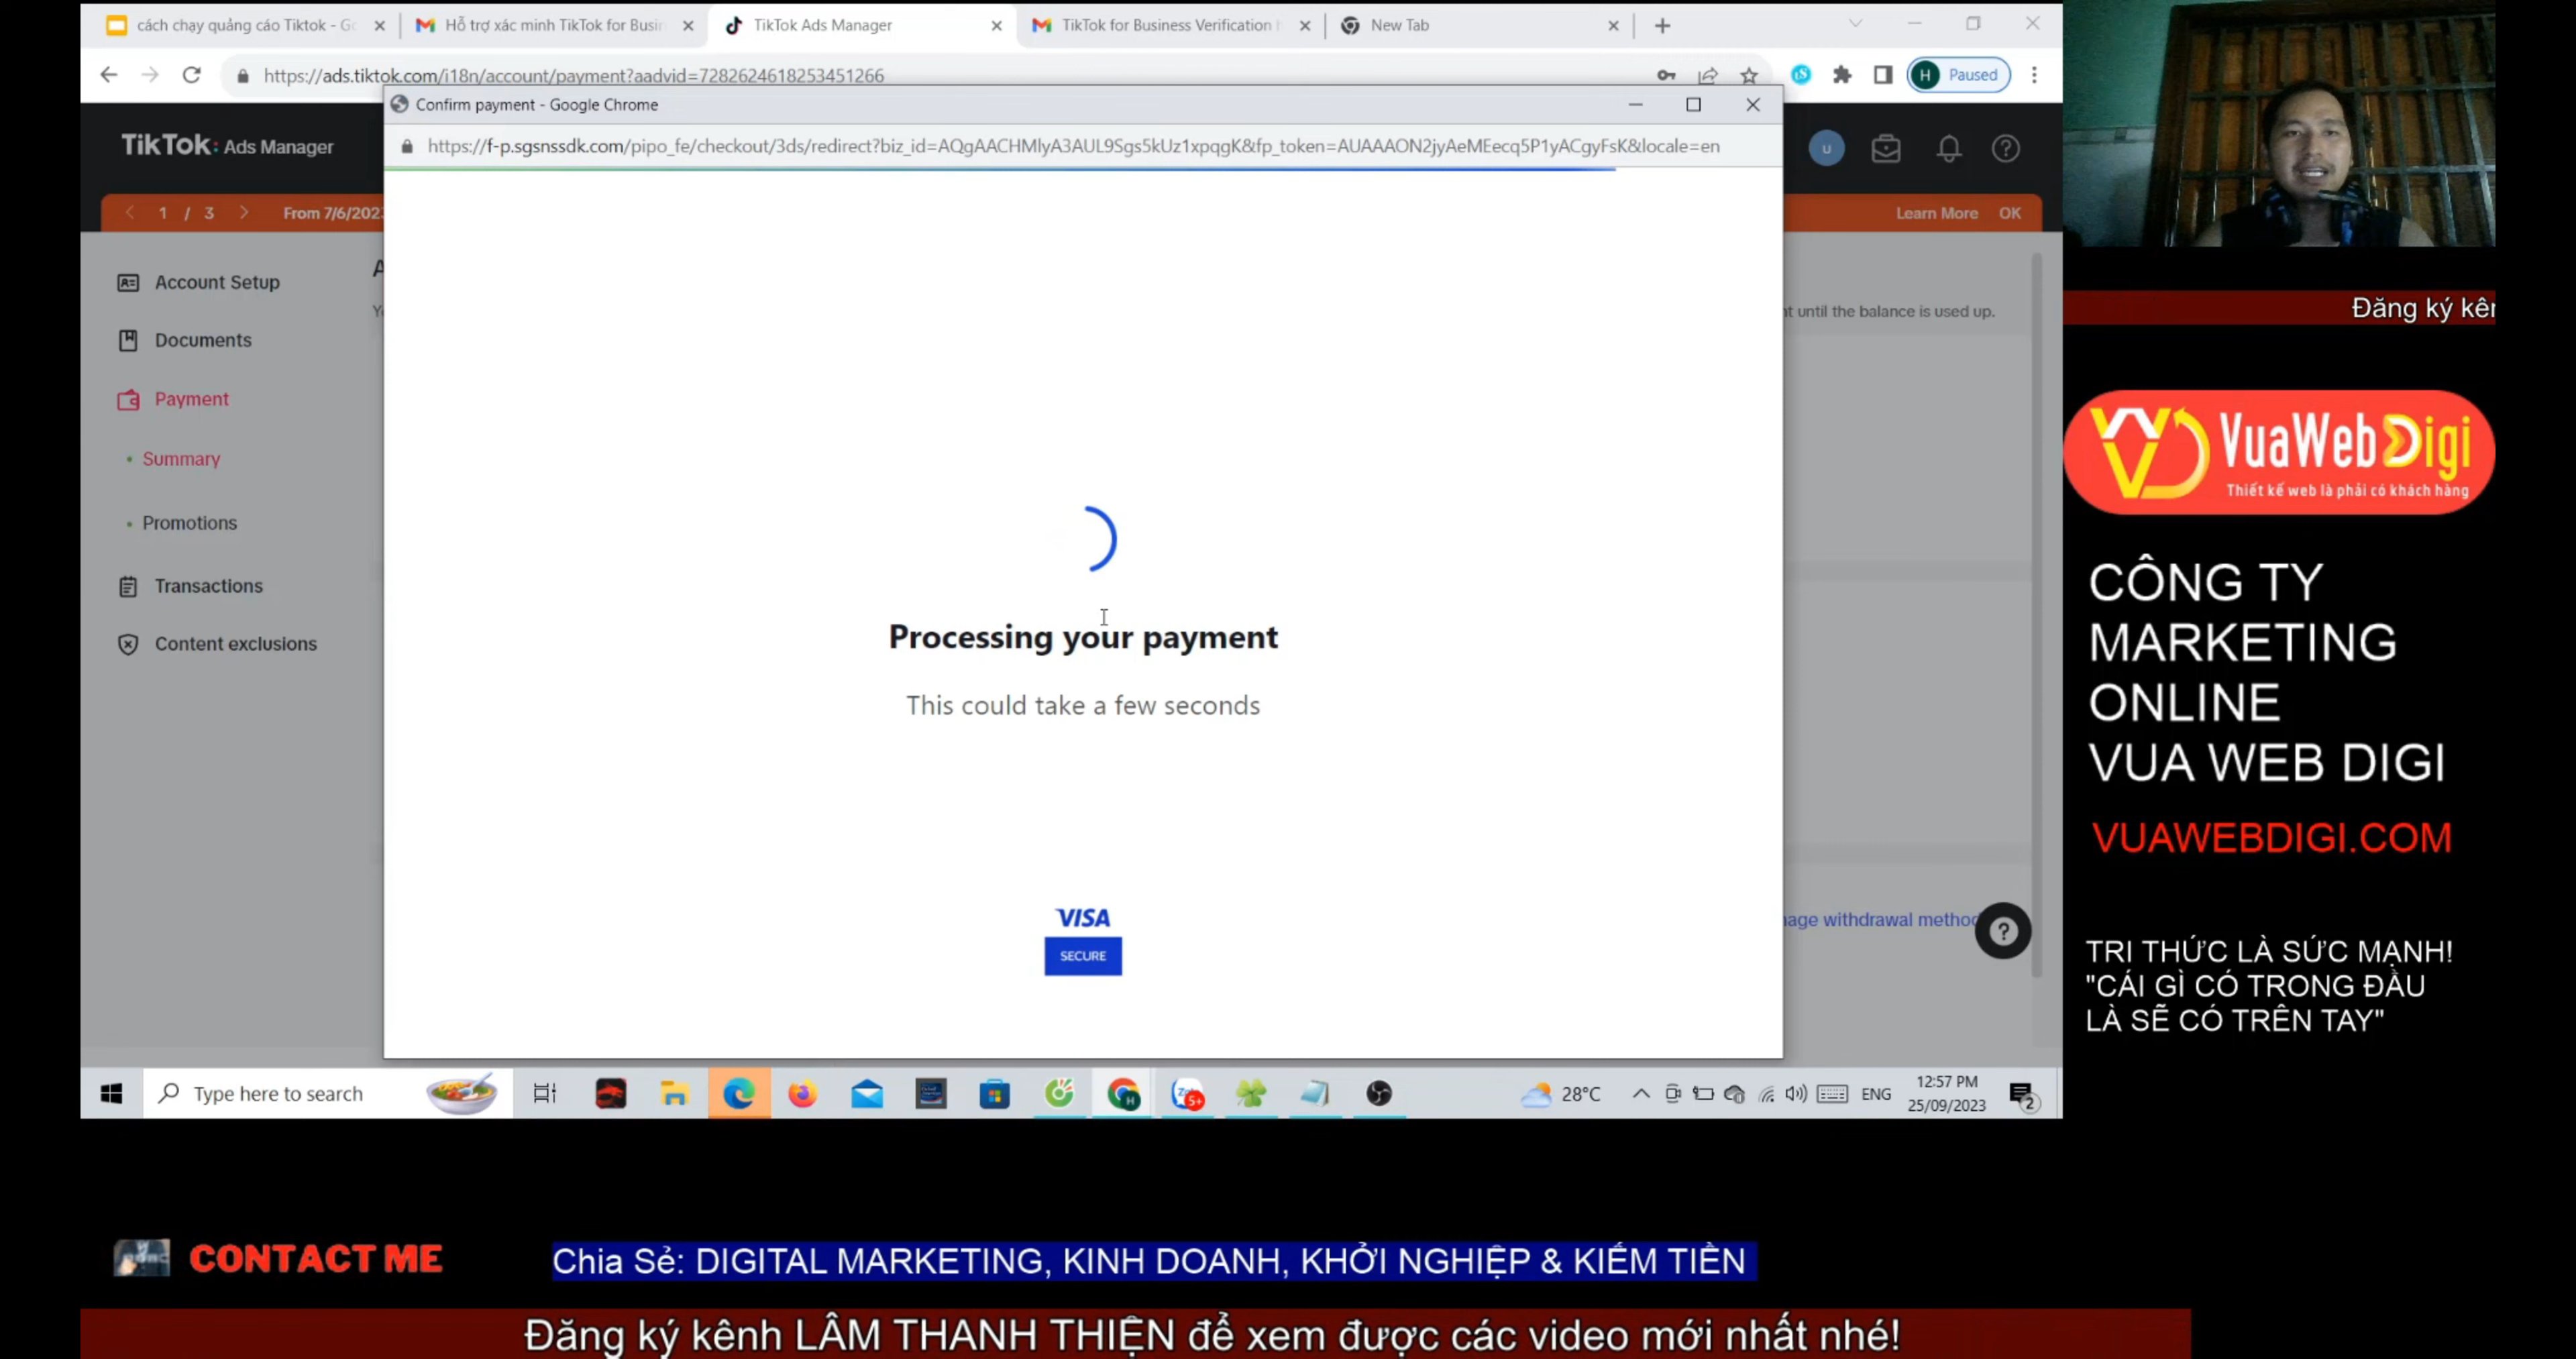 cách chạy quảng cáo Tiktok - Go
Hỗ trợ xác minh TikTok for Busin
TikTok Ads Manager
TikTok for Business Verification
New Tab
https://ads.tiktok.com/i18n/account/payment?aadvid=7282624618253451266
H Paused
Confirm payment - Google Chrome
https://f-p.sgsnssdk.com/pipo_fe/checkout/3ds/redirect?biz_id=AQgAACHMlyA3AUL9Sgs5kUz1xpqgK&fp_token=AUAAAON2jyAeMEecq5P1yACgyFsK&locale=en
TikTok: Ads Manager
U
1 / 3 From 7/6/2023
Learn More OK
Account Setup
Documents
Payment
Summary
Promotions
Transactions
Content exclusions
nt until the balance is used up.
Processing your payment
This could take a few seconds
VISA
SECURE
nage withdrawal method
Type here to search
28°C
ENG
12:57 PM
25/09/2023
2
Đăng ký kên
VuaWebDigi
Thiết kế web là phải có khách hàng
CÔNG TY
MARKETING
ONLINE
VUA WEB DIGI
VUAWEBDIGI.COM
TRI THỨC LÀ SỨC MẠNH!
"CÁI GÌ CÓ TRONG ĐẦU
LÀ SẼ CÓ TRÊN TAY"
CONTACT ME
Chia Sẻ: DIGITAL MARKETING, KINH DOANH, KHỞI NGHIỆP & KIẾM TIỀN
Đăng ký kênh LÂM THANH THIỆN để xem được các video mới nhất nhé!